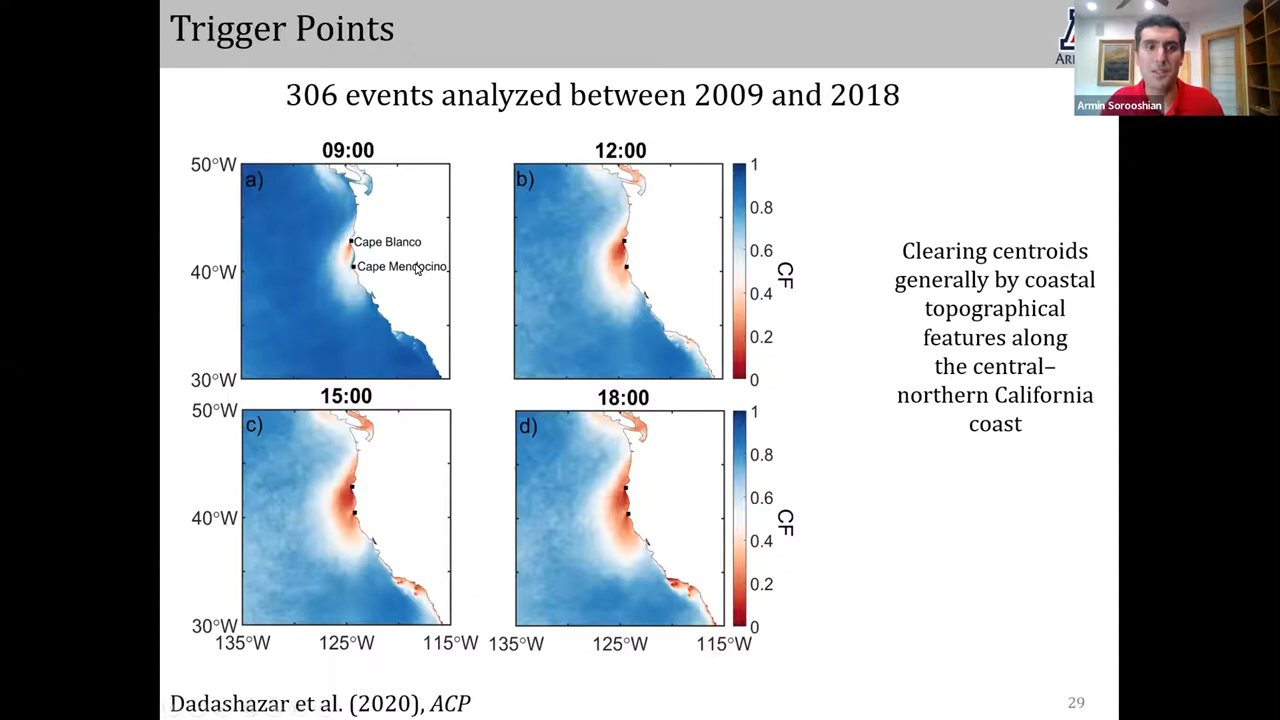 Trigger Points
306 events analyzed between 2009 and 2018
Armin Sorooshian
09:00
50°W
a)
Cape Blanco
Cape Mendocino
40°W
30°W
12:00
b)
1
0.8
0.6
0.4
0.2
0
CF
15:00
50°W
c)
40°W
30°W
135°W
125°W
115°W
18:00
d)
135°W
125°W
115°W
1
0.8
0.6
0.4
0.2
0
CF
Clearing centroids
generally by coastal
topographical
features along
the central–
northern California
coast
Dadashazar et al. (2020), ACP
29